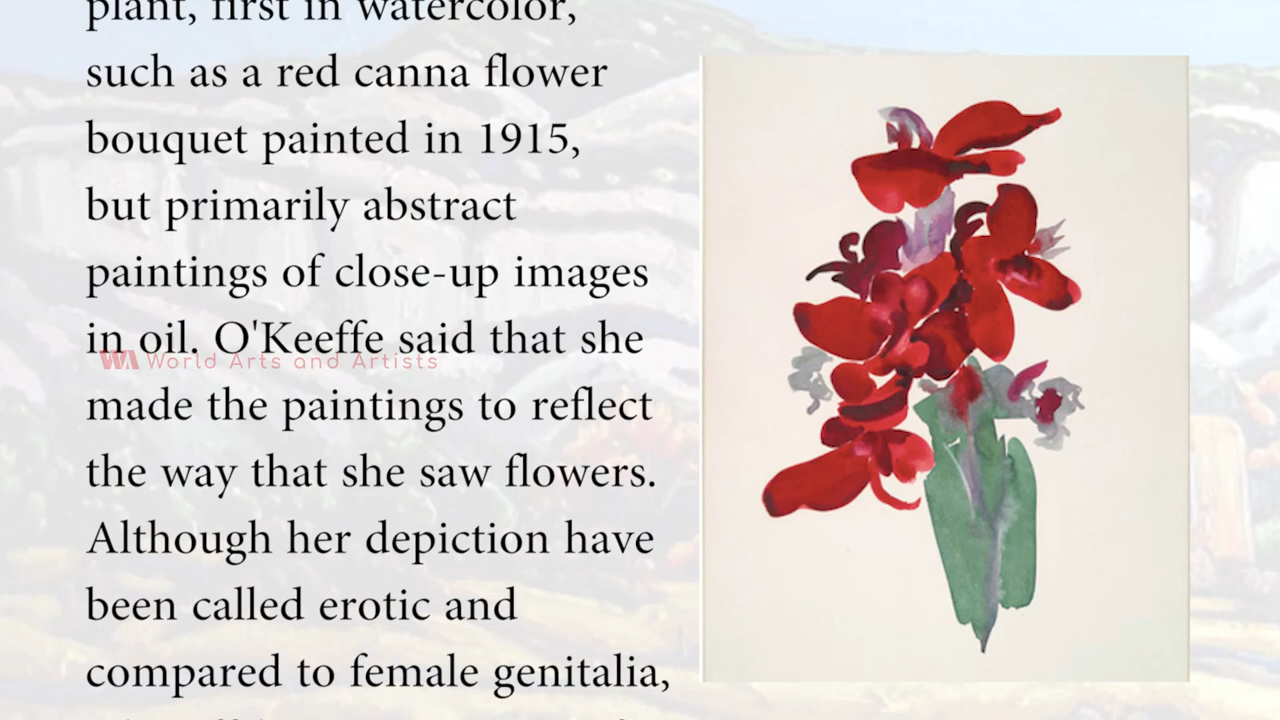 plant, first in watercolor,
such as a red canna flower
bouquet painted in 1915,
but primarily abstract
paintings of close-up images
in oil. O'Keeffe said that she
WA World Arts and Artists
made the paintings to reflect
the way that she saw flowers.
Although her depiction have
been called erotic and
compared to female genitalia,